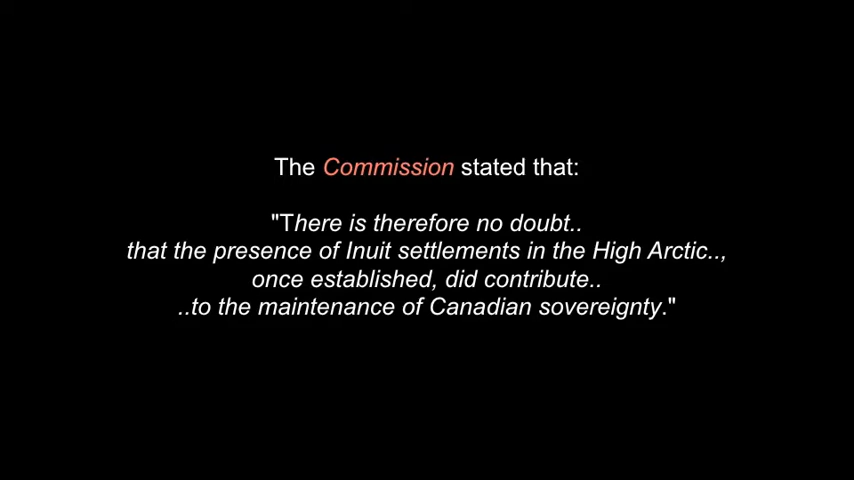 The Commission stated that:
"There is therefore no doubt..
that the presence of Inuit settlements in the High Arctic..,
once established, did contribute..
..to the maintenance of Canadian sovereignty."